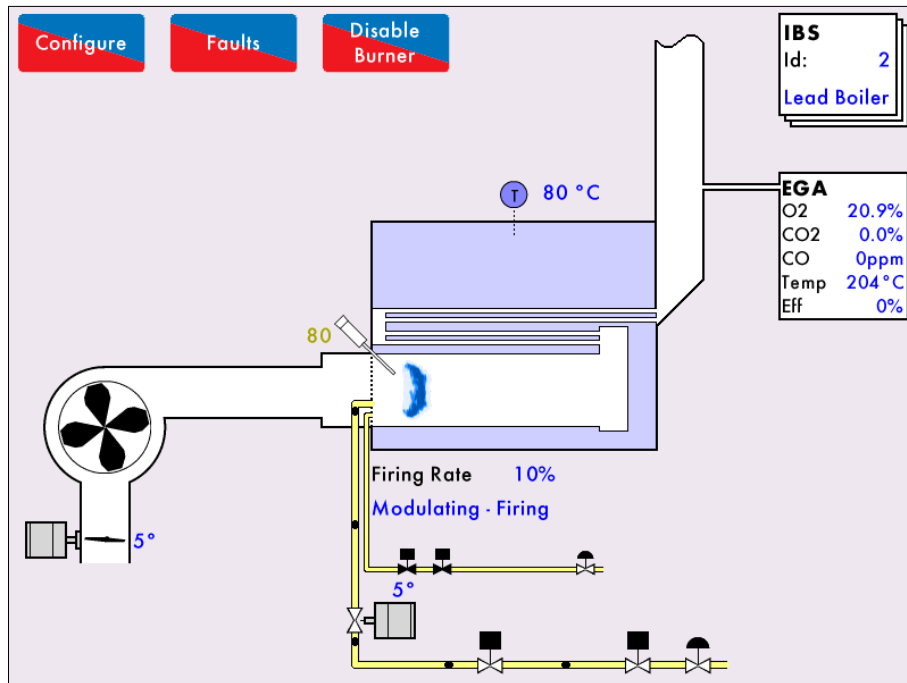 Configure
Faults
Disable
Burner
IBS
Id: 2
Lead Boiler
T
80 °C
EGA
O2 20.9%
CO2 0.0%
CO 0ppm
Temp 204°C
Eff 0%
80
Firing Rate 10%
Modulating - Firing
5°
5°